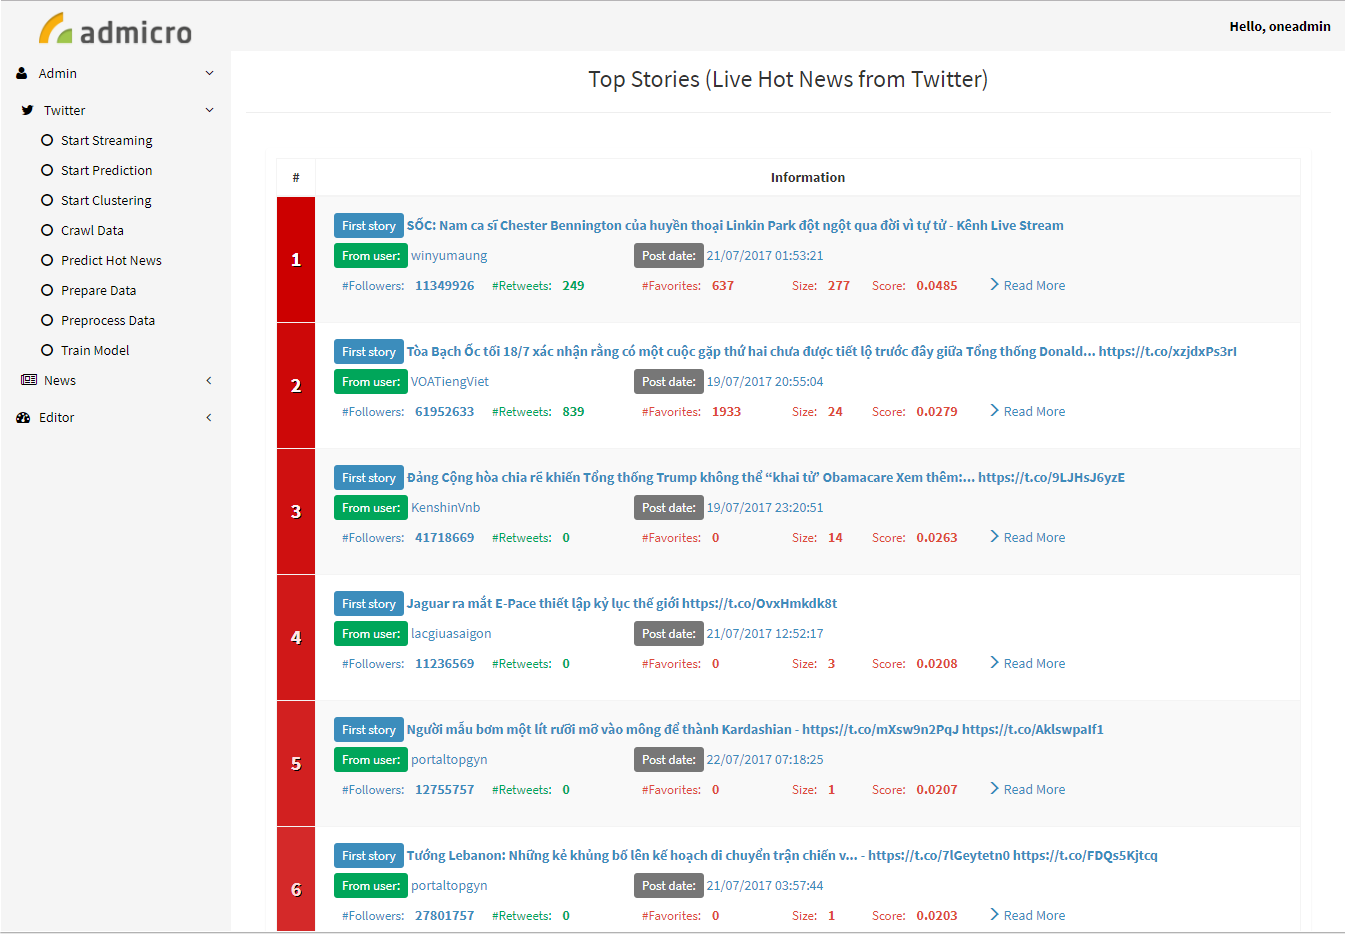 admicro
Hello, oneadmin
Admin
Twitter
Start Streaming
Start Prediction
Start Clustering
Crawl Data
Predict Hot News
Prepare Data
Preprocess Data
Train Model
News
Editor
Top Stories (Live Hot News from Twitter)
# Information
1
First story SỐC: Nam ca sĩ Chester Bennington của huyền thoại Linkin Park đột ngột qua đời vì tự tử - Kênh Live Stream
From user: winyumaung Post date: 21/07/2017 01:53:21
#Followers: 11349926 #Retweets: 249 #Favorites: 637 Size: 277 Score: 0.0485 Read More
2
First story Tòa Bạch Ốc tối 18/7 xác nhận rằng có một cuộc gặp thứ hai chưa được tiết lộ trước đây giữa Tổng thống Donald... https://t.co/xzjdxPs3rI
From user: VOATiengViet Post date: 19/07/2017 20:55:04
#Followers: 61952633 #Retweets: 839 #Favorites: 1933 Size: 24 Score: 0.0279 Read More
3
First story Đảng Cộng hòa chia rẽ khiến Tổng thống Trump không thể “khai tử” Obamacare Xem thêm:... https://t.co/9LJHsJ6yzE
From user: KenshinVnb Post date: 19/07/2017 23:20:51
#Followers: 41718669 #Retweets: 0 #Favorites: 0 Size: 14 Score: 0.0263 Read More
4
First story Jaguar ra mắt E-Pace thiết lập kỷ lục thế giới https://t.co/OvxHmkdk8t
From user: lacgiuasaigon Post date: 21/07/2017 12:52:17
#Followers: 11236569 #Retweets: 0 #Favorites: 0 Size: 3 Score: 0.0208 Read More
5
First story Người mẫu bơm một lít rưỡi mỡ vào mông để thành Kardashian - https://t.co/mXsw9n2PqJ https://t.co/AklswpaIf1
From user: portaltopgyn Post date: 22/07/2017 07:18:25
#Followers: 12755757 #Retweets: 0 #Favorites: 0 Size: 1 Score: 0.0207 Read More
6
First story Tướng Lebanon: Những kẻ khủng bố lên kế hoạch di chuyển trận chiến v... - https://t.co/7lGeytetn0 https://t.co/FDQs5Kjtcq
From user: portaltopgyn Post date: 21/07/2017 03:57:44
#Followers: 27801757 #Retweets: 0 #Favorites: 0 Size: 1 Score: 0.0203 Read More